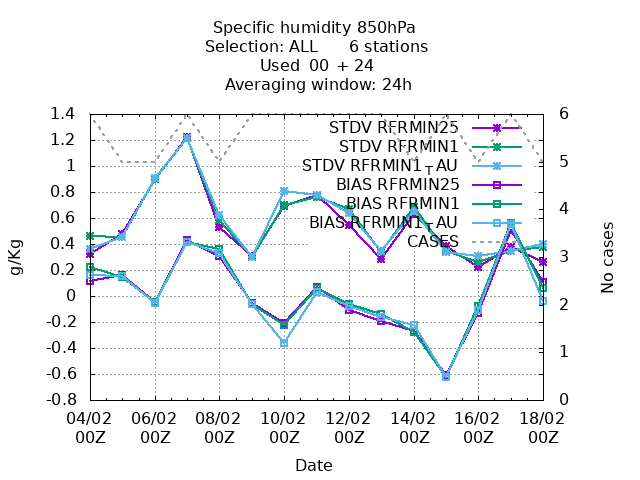 Specific humidity 850hPa
Selection: ALL 6 stations
Used 00 + 24
Averaging window: 24h
1.4
1.2
1
0.8
0.6
0.4
0.2
0
-0.2
-0.4
-0.6
-0.8
g/Kg
STDV RFRMIN25
STDV RFRMIN1
STDV RFRMIN1_AU
BIAS RFRMIN25
BIAS RFRMIN1
BIAS RFRMIN1_AU
CASES
6
5
4
3
2
1
0
No cases
04/02 06/02 08/02 10/02 12/02 14/02 16/02 18/02
00Z 00Z 00Z 00Z 00Z 00Z 00Z 00Z
Date